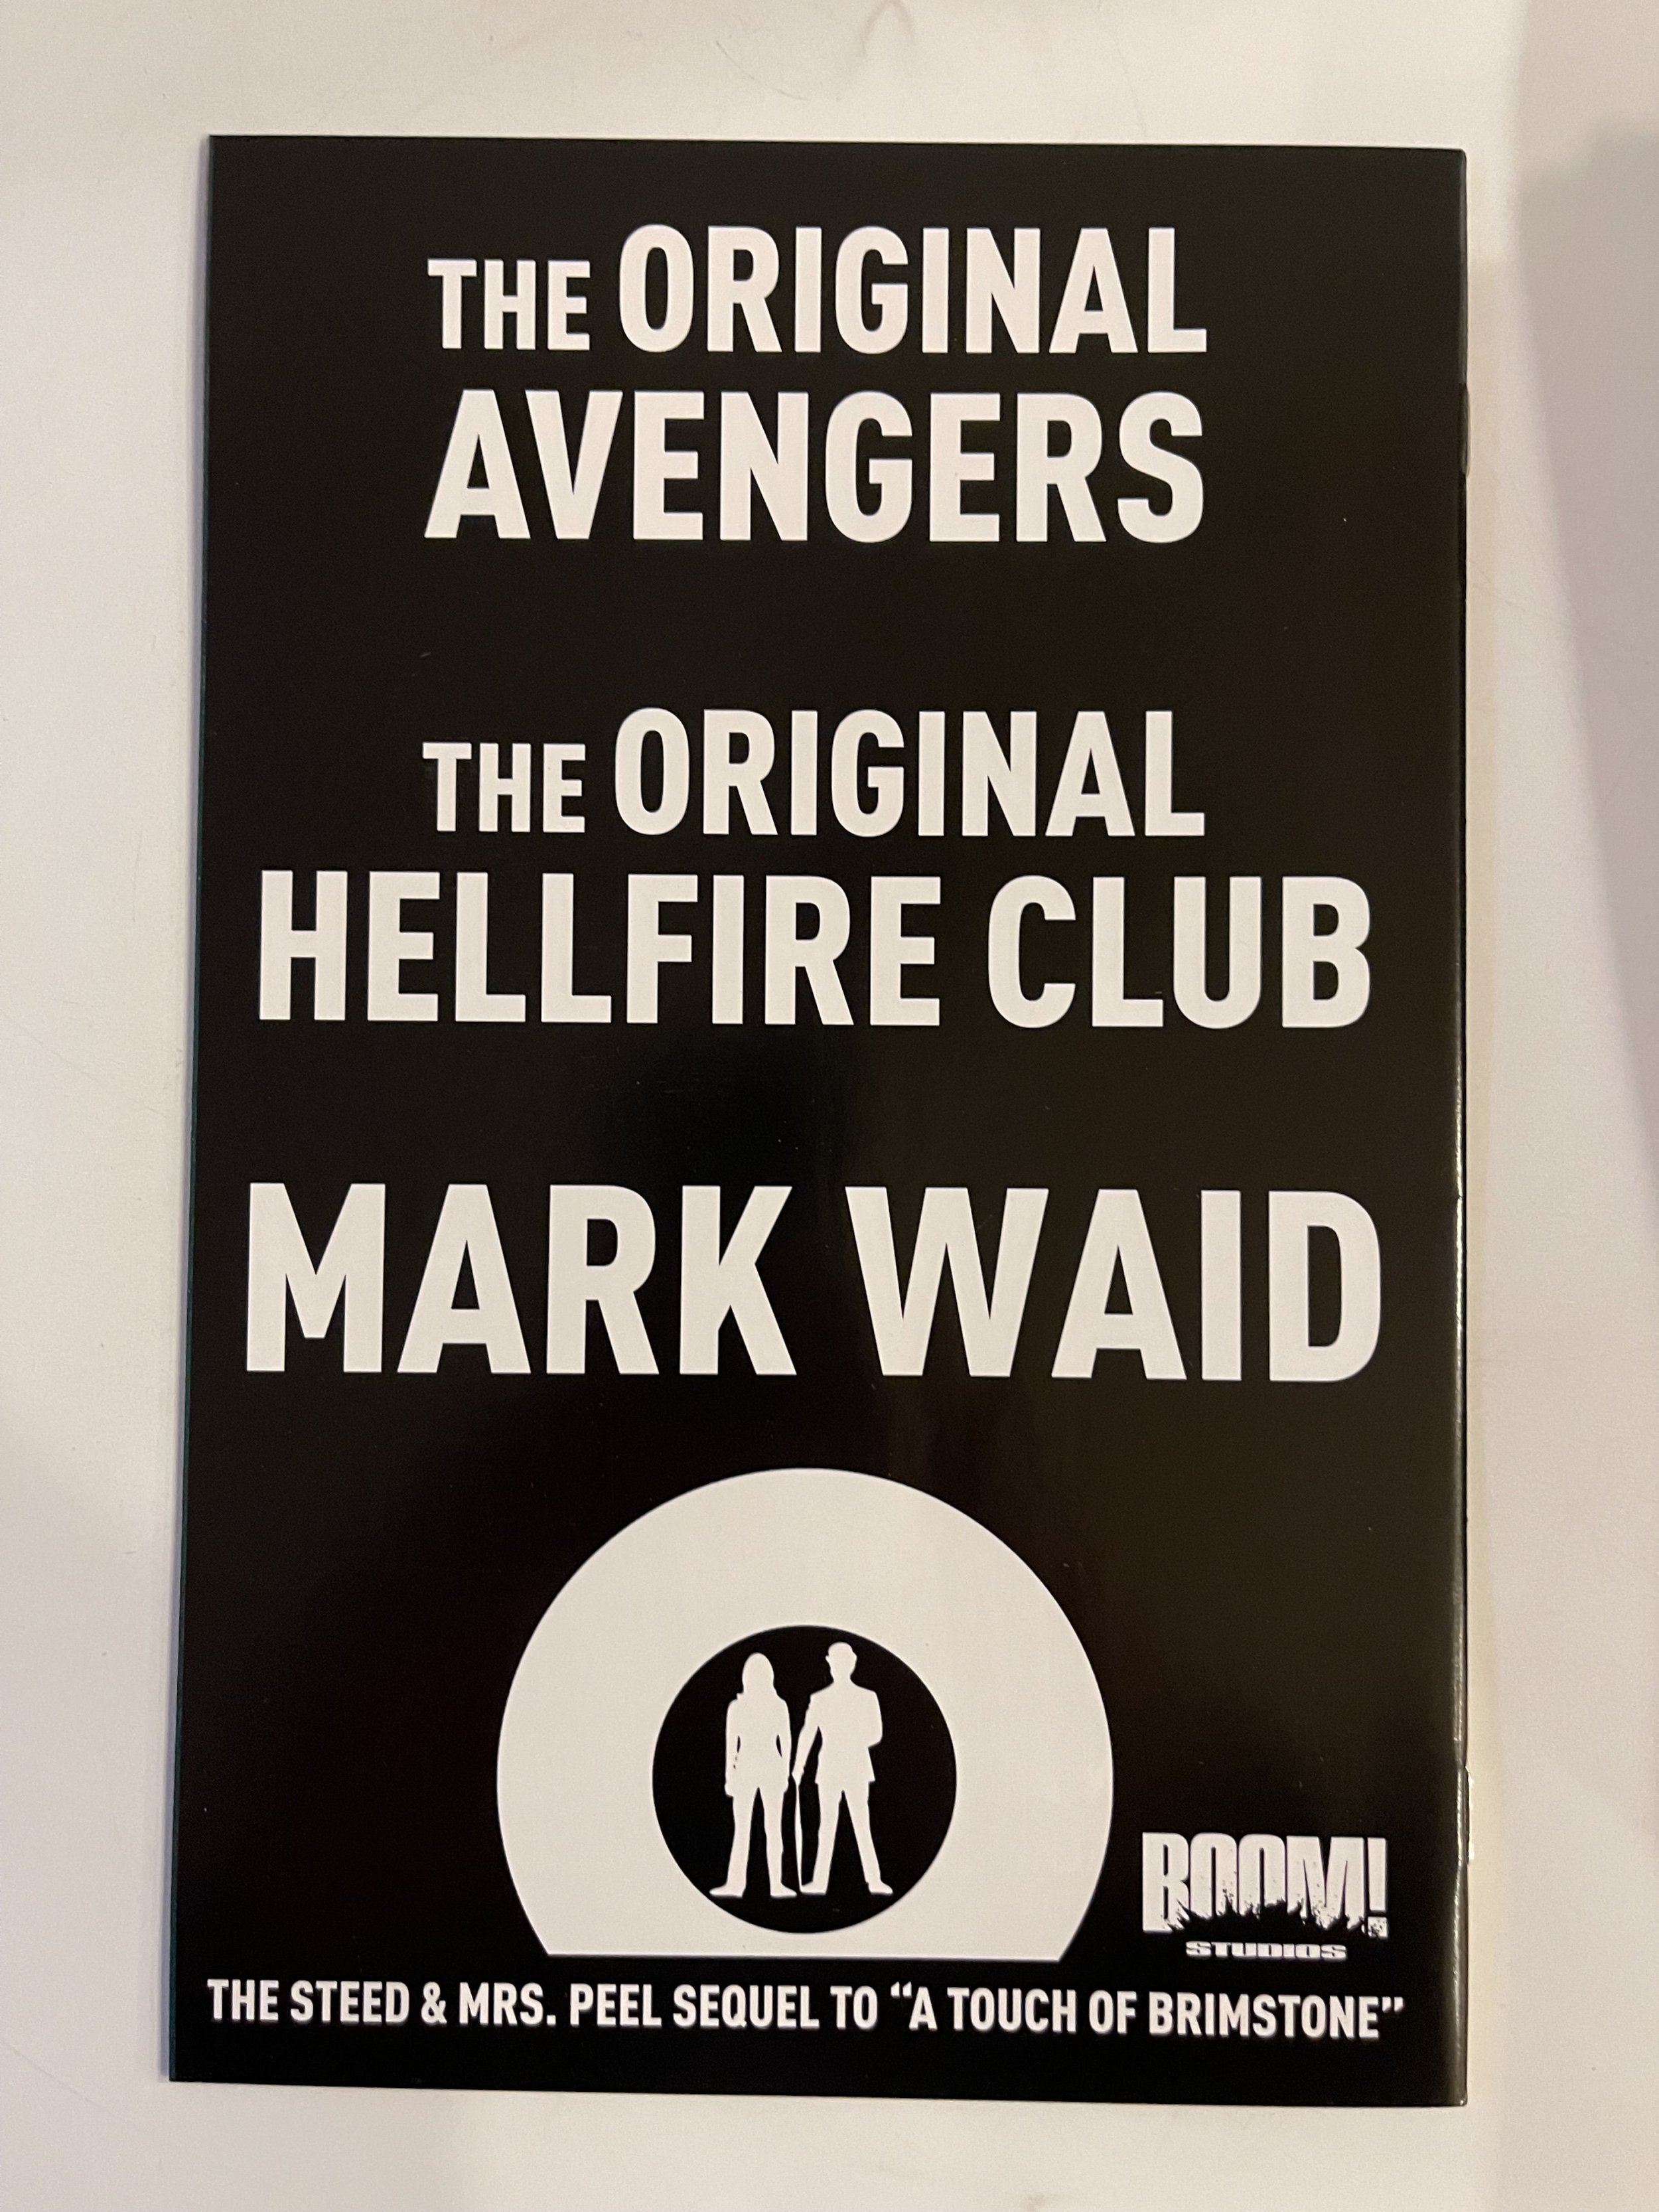 THE ORIGINAL
AVENGERS
THE ORIGINAL
HELLFIRE CLUB
MARK WAID
BOOM!
STUDIOS
THE STEED & MRS. PEEL SEQUEL TO “A TOUCH OF BRIMSTONE”